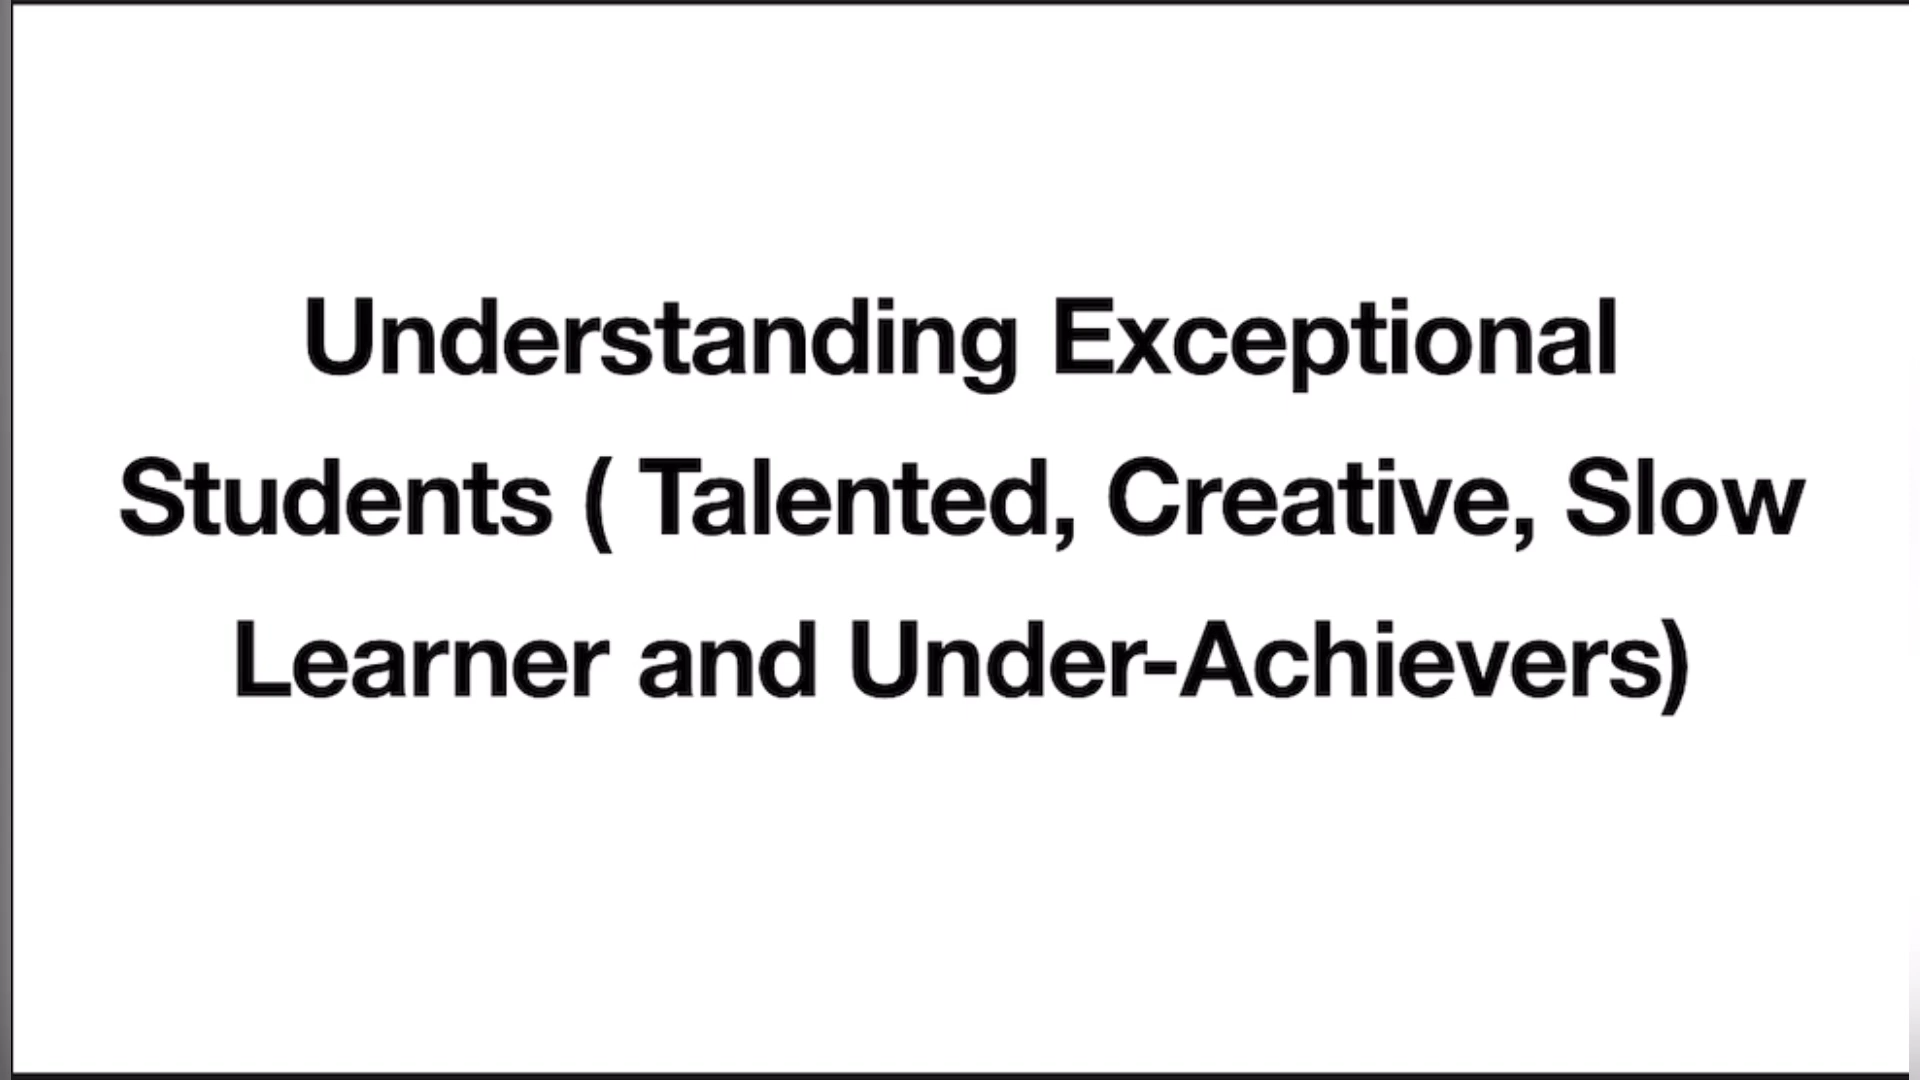 Understanding Exceptional
Students ( Talented, Creative, Slow
Learner and Under-Achievers)